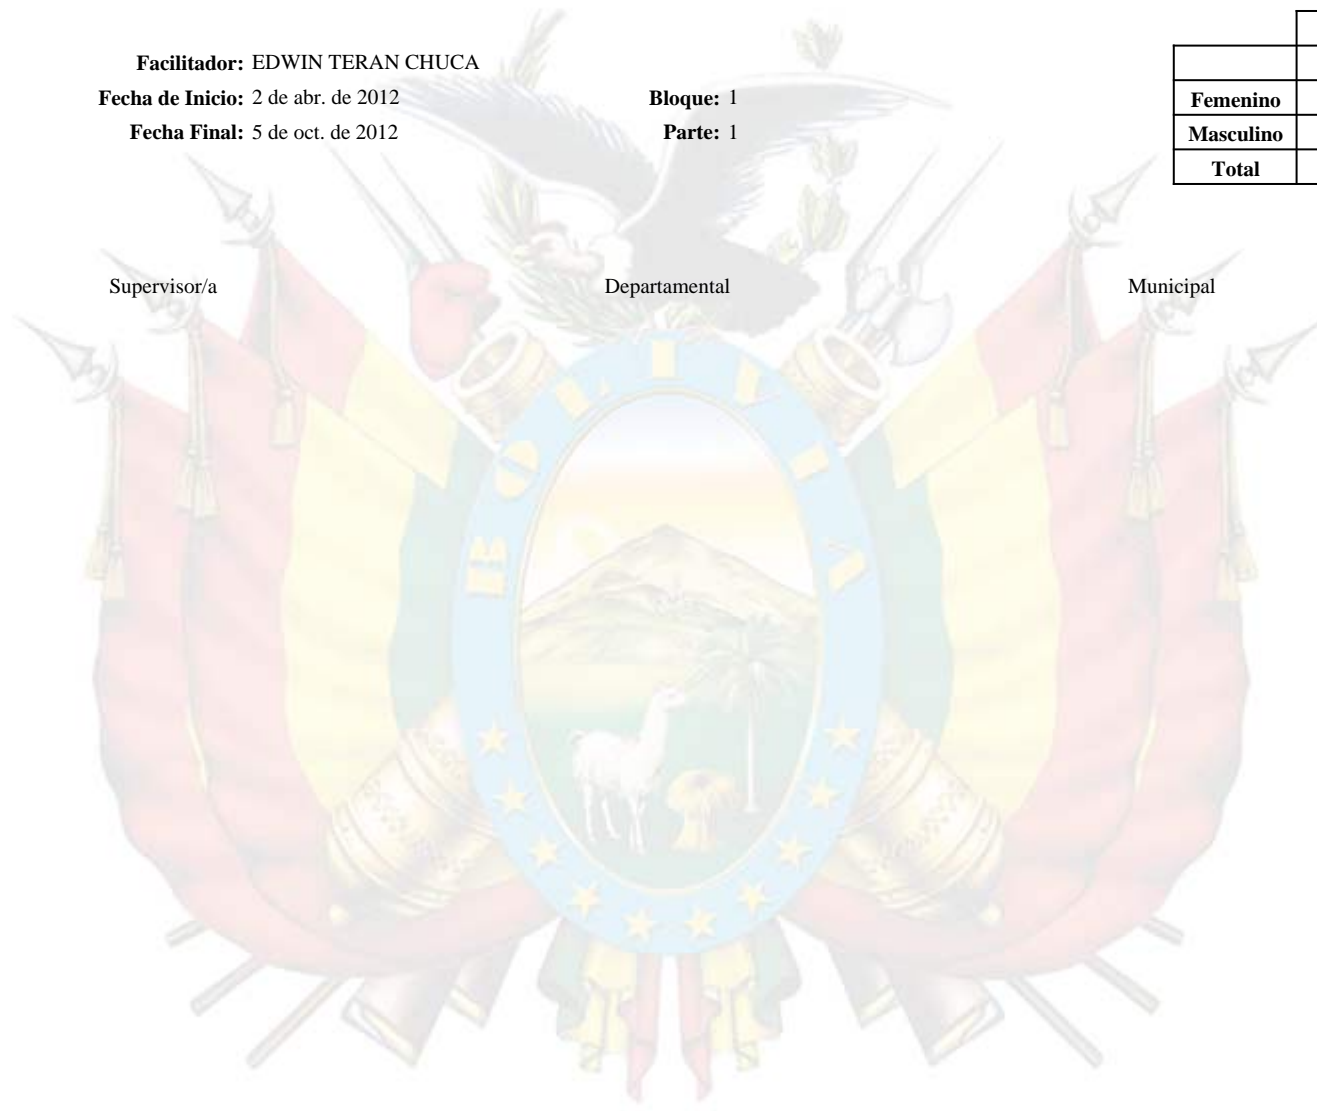 Facilitador: EDWIN TERAN CHUCA
Fecha de Inicio: 2 de abr. de 2012 Bloque: 1
Fecha Final: 5 de oct. de 2012 Parte: 1
Femenino
Masculino
Total
Supervisor/a Departamental Municipal
BOLIVIA